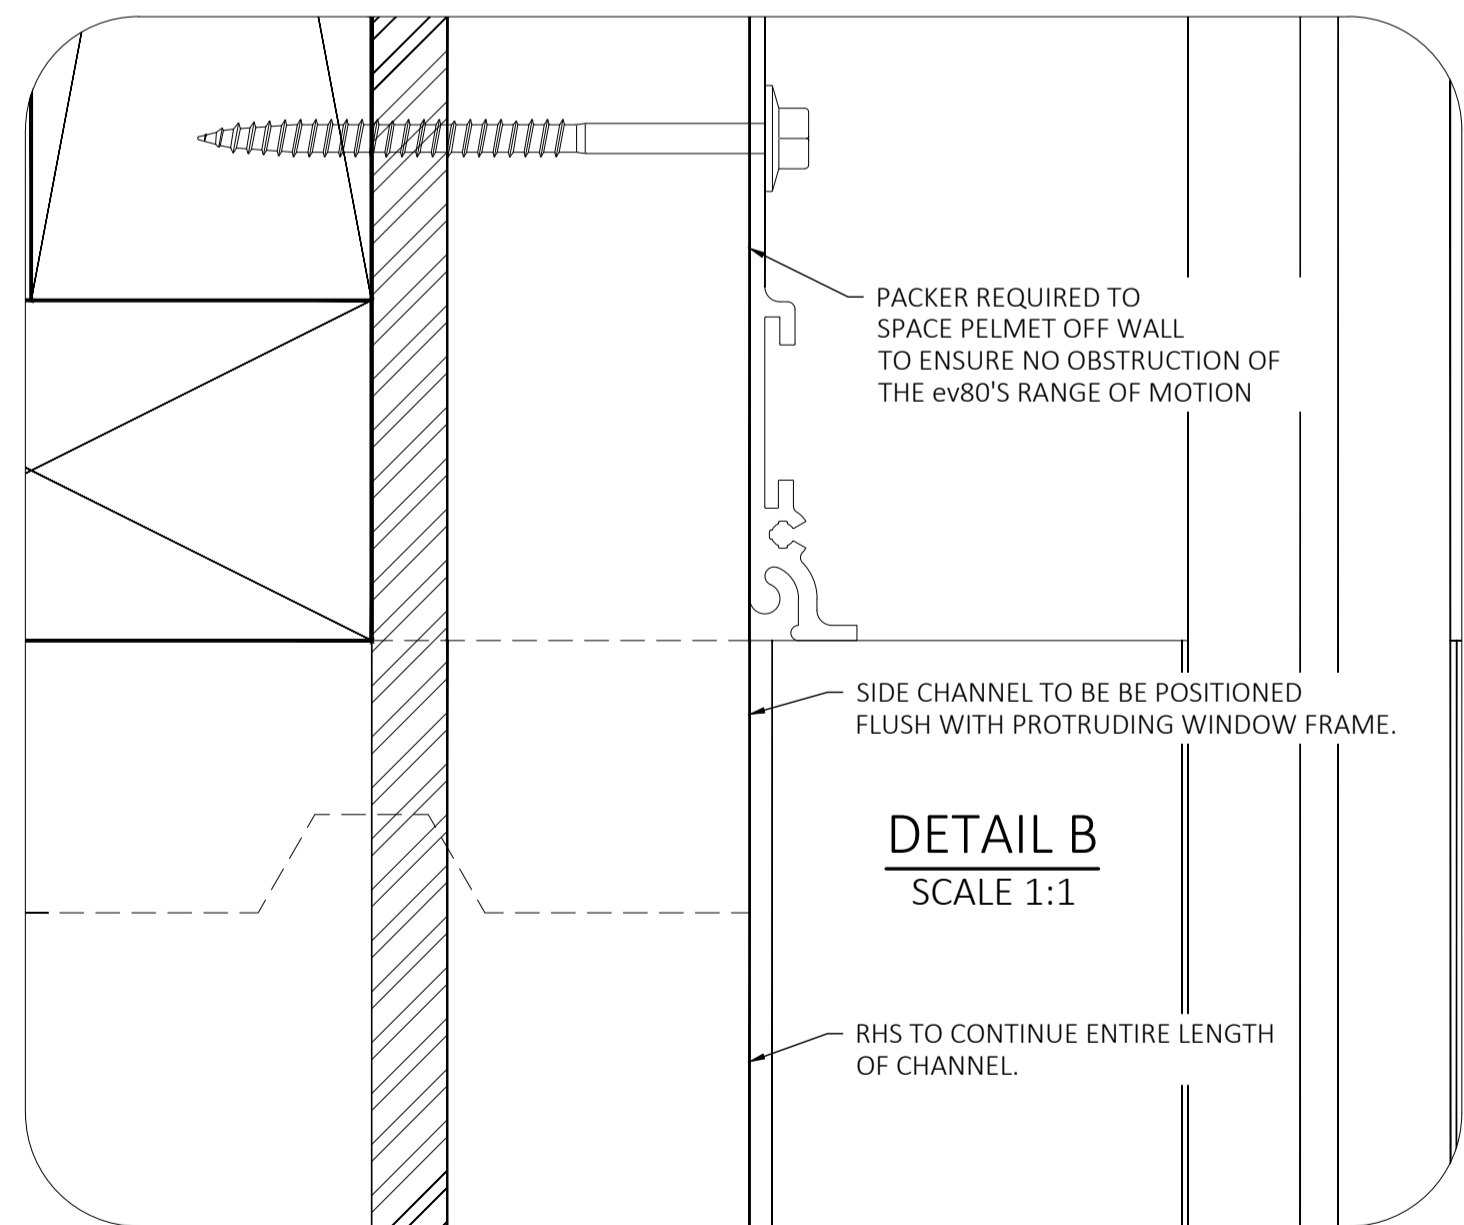 PACKER REQUIRED TO
SPACE PELMET OFF WALL
TO ENSURE NO OBSTRUCTION OF
THE ev80'S RANGE OF MOTION
SIDE CHANNEL TO BE BE POSITIONED
FLUSH WITH PROTRUDING WINDOW FRAME.
DETAIL B
SCALE 1:1
RHS TO CONTINUE ENTIRE LENGTH
OF CHANNEL.